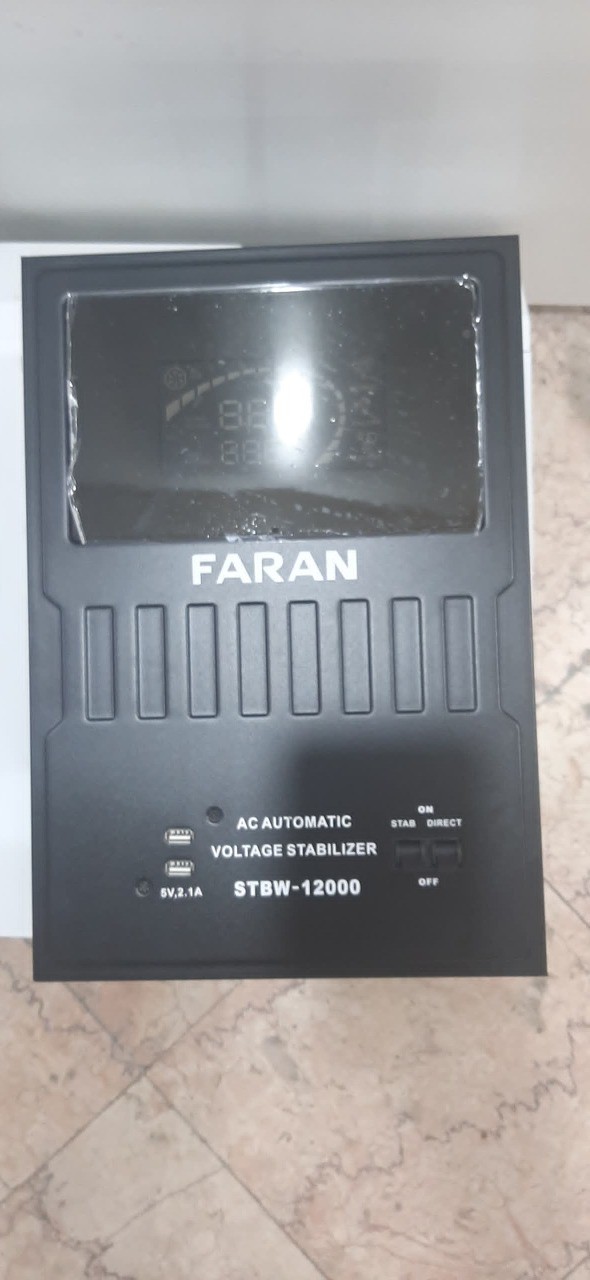 FARAN
ON
AC AUTOMATIC
STAB DIRECT
VOLTAGE STABILIZER
OFF
5V,2.1A
STBW-12000